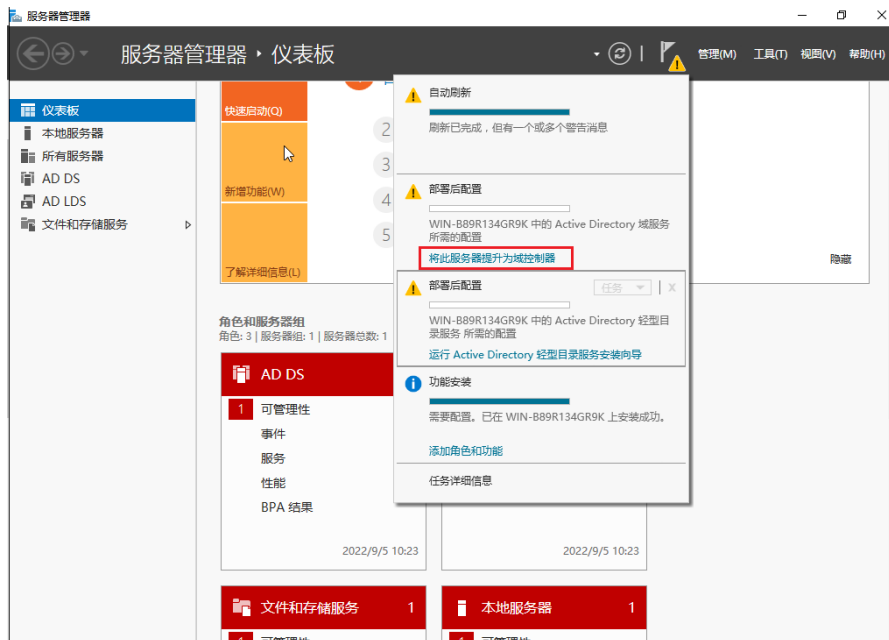 服务器管理器
服务器管理器 · 仪表板
管理(M) 工具(T) 视图(V) 帮助(H)
仪表板
本地服务器
所有服务器
AD DS
AD LDS
文件和存储服务
快速启动(Q)
新增功能(W)
了解详细信息(L)
2
3
4
5
隐藏
自动刷新
刷新已完成，但有一个或多个警告消息
部署后配置
WIN-B89R134GR9K 中的 Active Directory 域服务
所需的配置
将此服务器提升为域控制器
部署后配置
任务
X
WIN-B89R134GR9K 中的 Active Directory 轻型目
录服务 所需的配置
运行 Active Directory 轻型目录服务安装向导
功能安装
需要配置。已在 WIN-B89R134GR9K 上安装成功。
添加角色和功能
任务详细信息
角色和服务器组
角色: 3 | 服务器组: 1 | 服务器总数: 1
AD DS
1 可管理性
事件
服务
性能
BPA 结果
2022/9/5 10:23
2022/9/5 10:23
文件和存储服务 1
本地服务器 1
1 可管理性
1 可管理性